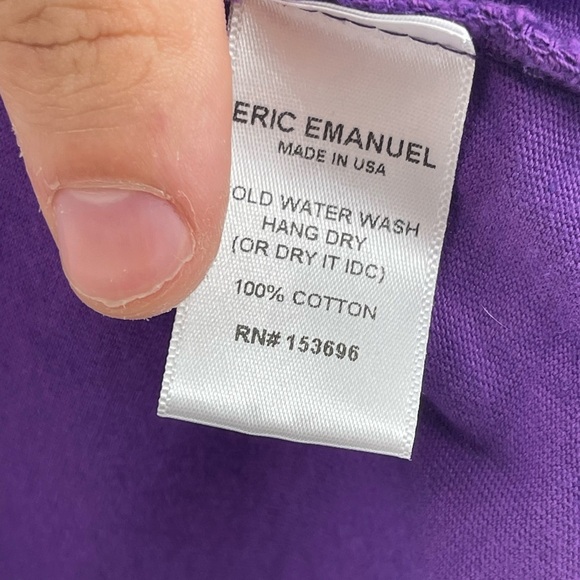 ERIC EMANUEL
MADE IN USA
OLD WATER WASH
HANG DRY
(OR DRY IT IDC)
100% COTTON
RN# 153696